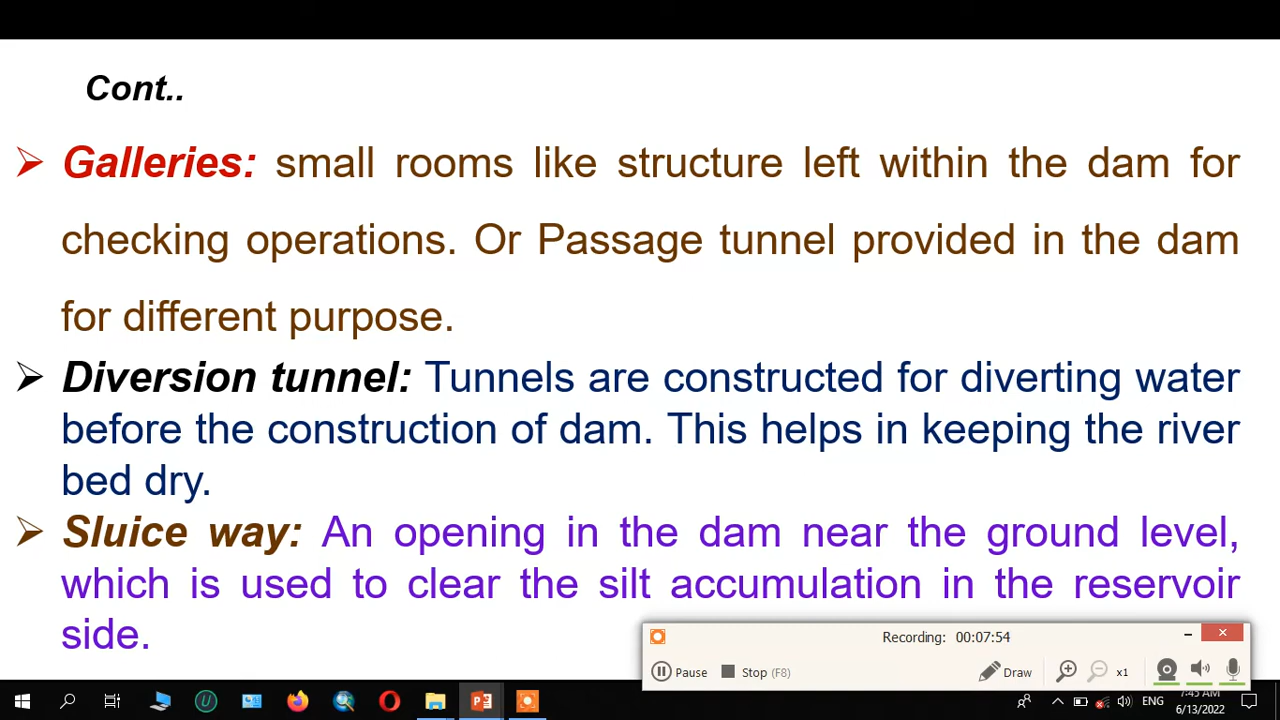 Cont..
➢ Galleries: small rooms like structure left within the dam for
checking operations. Or Passage tunnel provided in the dam
for different purpose.
➢ Diversion tunnel: Tunnels are constructed for diverting water
before the construction of dam. This helps in keeping the river
bed dry.
➢ Sluice way: An opening in the dam near the ground level,
which is used to clear the silt accumulation in the reservoir
side.
Recording: 00:07:54
Pause Stop (F8) Draw x1
ENG
7:45 AM
6/13/2022